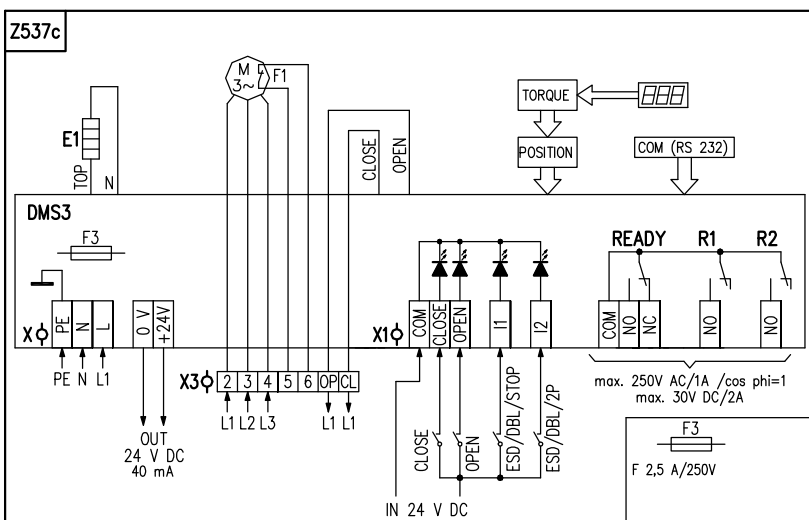 Z537c
M
3~
F1
E1
TOP
N
CLOSE
OPEN
TORQUE
POSITION
COM (RS 232)
DMS3
F3
READY
R1
R2
X
PE
N
L
0 V
+24V
X1
COM
CLOSE
OPEN
I1
I2
COM
NO
NC
NO
NO
PE N L1
X3
2 3 4 5 6 OP CL
L1 L2 L3
L1 L1
OUT
24 V DC
40 mA
max. 250V AC/1A /cos phi=1
max. 30V DC/2A
CLOSE
OPEN
ESD/DBL/STOP
ESD/DBL/2P
IN 24 V DC
F3
F 2,5 A/250V